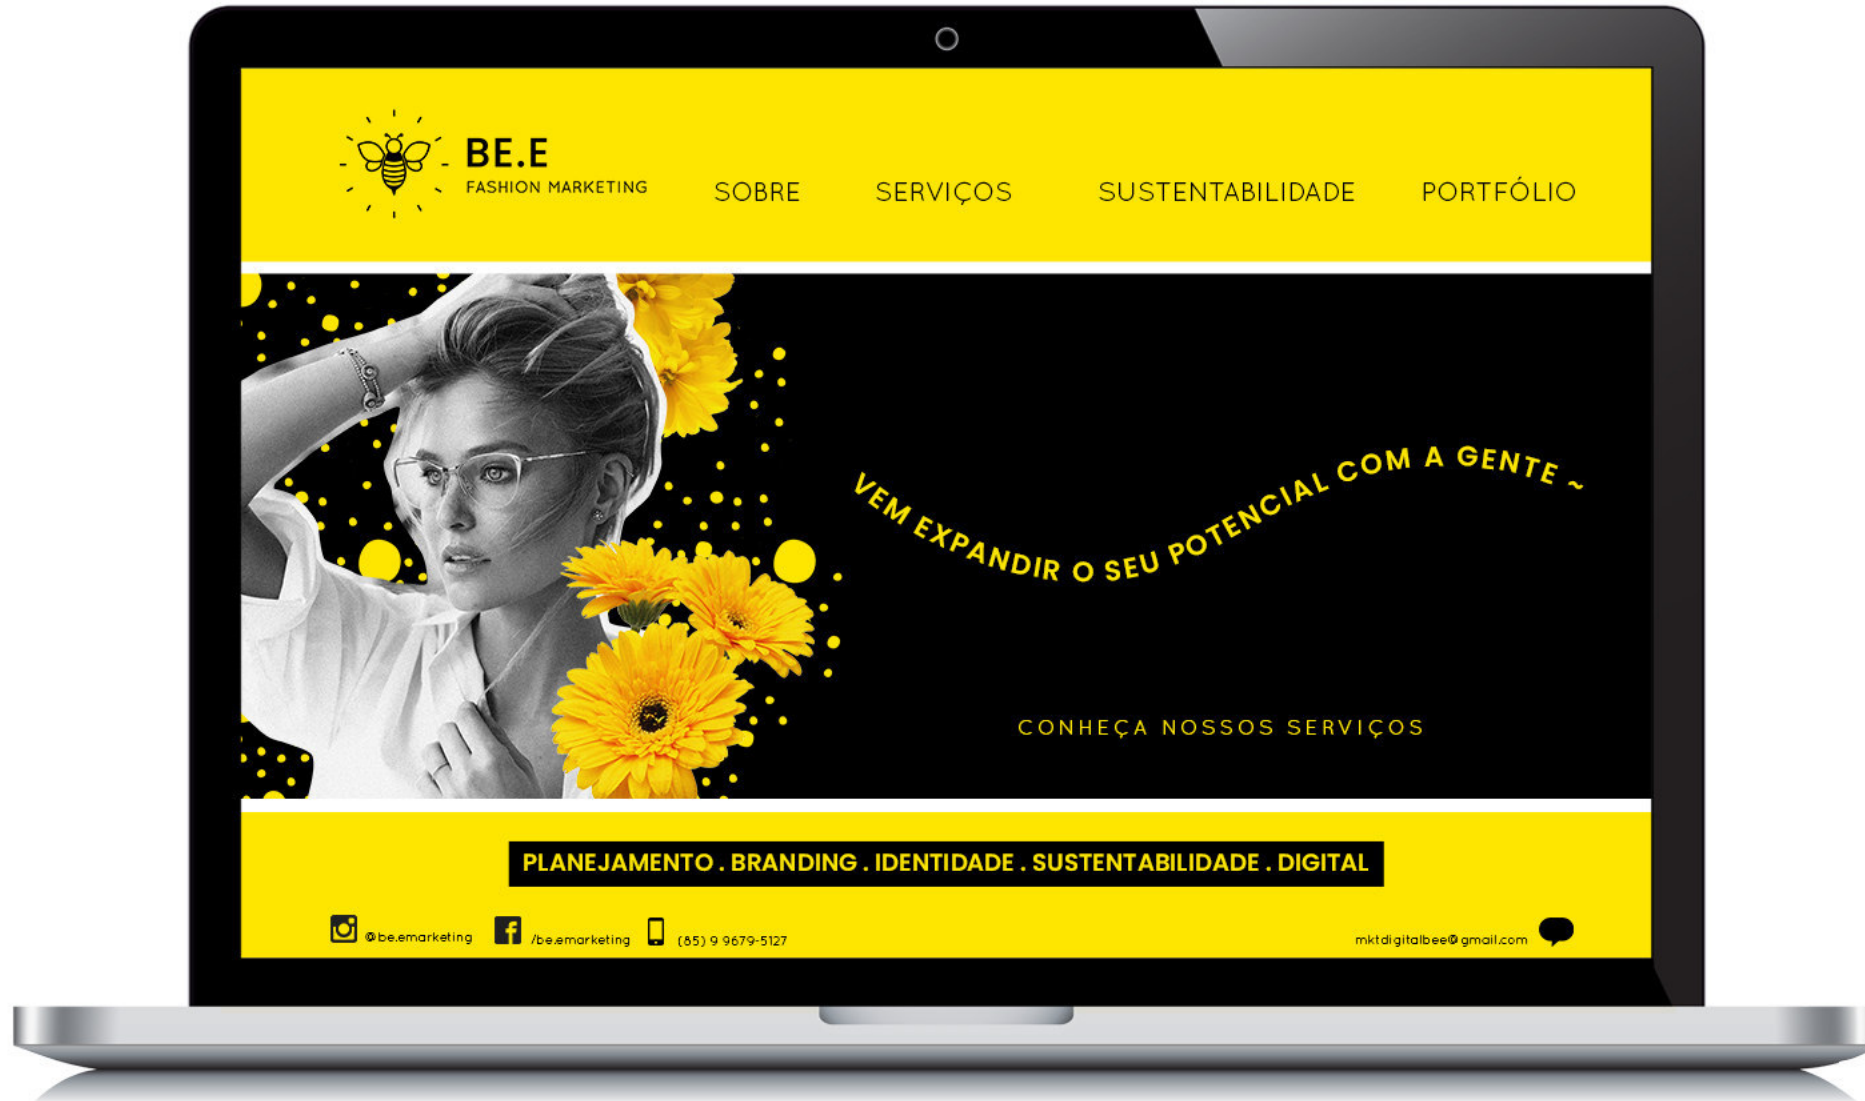 BE.E
FASHION MARKETING
SOBRE SERVIÇOS SUSTENTABILIDADE PORTFÓLIO
VEM EXPANDIR O SEU POTENCIAL COM A GENTE ~
CONHEÇA NOSSOS SERVIÇOS
PLANEJAMENTO . BRANDING . IDENTIDADE . SUSTENTABILIDADE . DIGITAL
@be.emarketing /be.emarketing (85) 9 9679-5127 mktdigitalbee@gmail.com